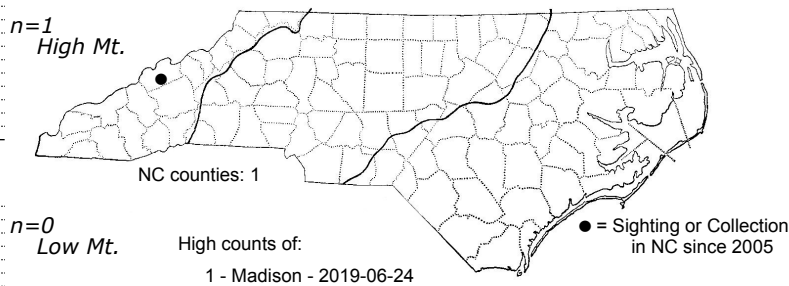 n=1
High Mt.
NC counties: 1
n=0
Low Mt.
High counts of:
1 - Madison - 2019-06-24
● = Sighting or Collection
in NC since 2005